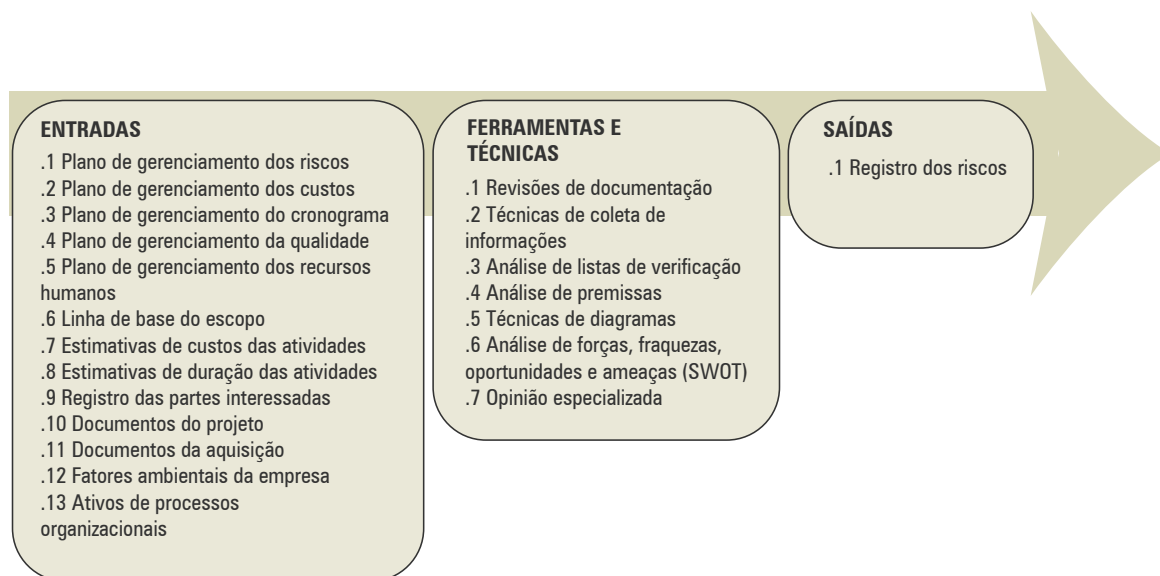 ENTRADAS
.1 Plano de gerenciamento dos riscos
.2 Plano de gerenciamento dos custos
.3 Plano de gerenciamento do cronograma
.4 Plano de gerenciamento da qualidade
.5 Plano de gerenciamento dos recursos
humanos
.6 Linha de base do escopo
.7 Estimativas de custos das atividades
.8 Estimativas de duração das atividades
.9 Registro das partes interessadas
.10 Documentos do projeto
.11 Documentos da aquisição
.12 Fatores ambientais da empresa
.13 Ativos de processos
organizacionais
FERRAMENTAS E
TÉCNICAS
.1 Revisões de documentação
.2 Técnicas de coleta de
informações
.3 Análise de listas de verificação
.4 Análise de premissas
.5 Técnicas de diagramas
.6 Análise de forças, fraquezas,
oportunidades e ameaças (SWOT)
.7 Opinião especializada
SAÍDAS
.1 Registro dos riscos